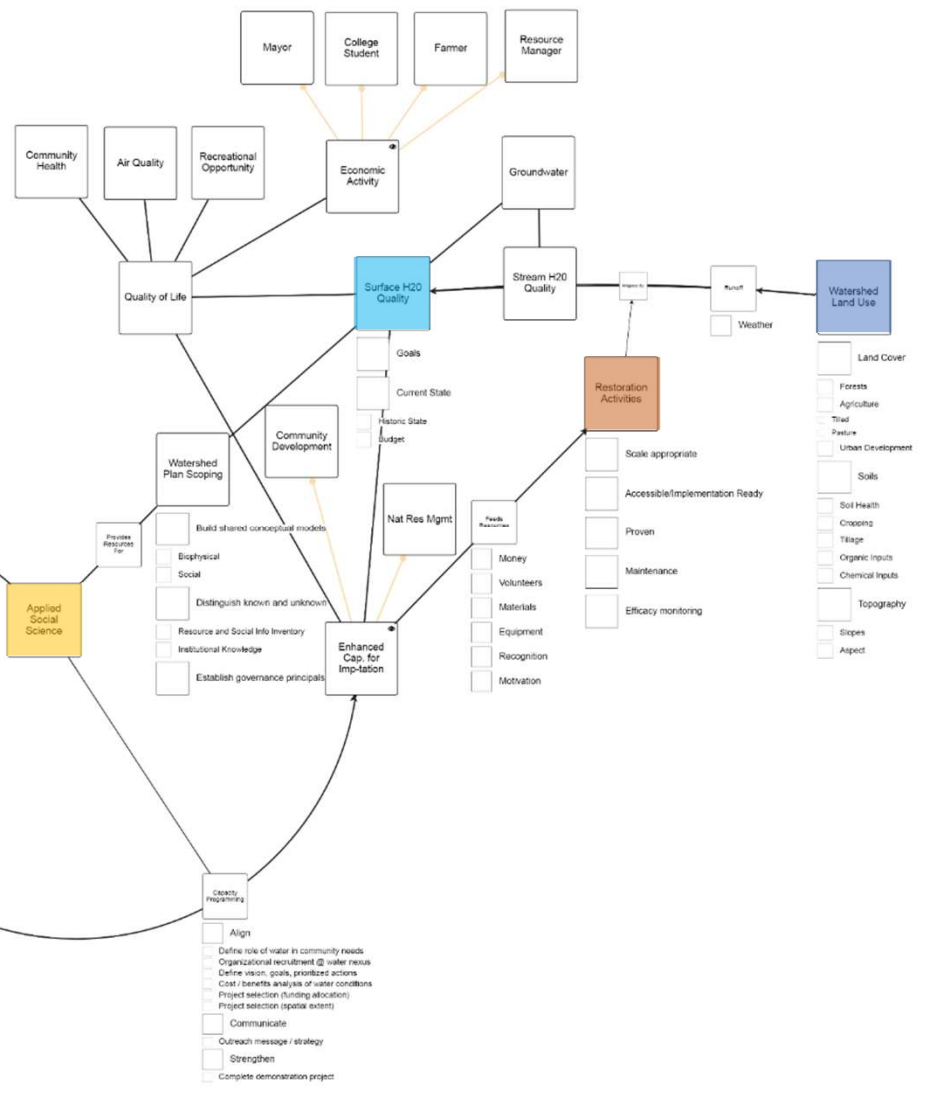 Mayor
College
Student
Farmer
Resource
Manager
Community
Health
Air Quality
Recreational
Opportunity
Economic
Activity
Groundwater
Quality of Life
Surface H20
Quality
Stream H20
Quality
Runoff
Watershed
Land Use
Weather
Goals
Current State
Historic State
Budget
Land Cover
Forests
Agriculture
Tilled
Pasture
Urban Development
Soils
Soil Health
Cropping
Tillage
Organic Inputs
Chemical Inputs
Topography
Slopes
Aspect
Restoration
Activities
Scale appropriate
Accessible/Implementation Ready
Proven
Maintenance
Efficacy monitoring
Community
Development
Watershed
Plan Scoping
Nat Res Mgmt
Feeds
Resources
Money
Volunteers
Materials
Equipment
Recognition
Motivation
Provides
Resources
For
Build shared conceptual models
Biophysical
Social
Distinguish known and unknown
Resource and Social Info Inventory
Institutional Knowledge
Establish governance principals
Applied
Social
Science
Enhanced
Cap. for
Imp-tation
Capacity
Programming
Align
Define role of water in community needs
Organizational recruitment @ water nexus
Define vision, goals, prioritized actions
Cost / benefits analysis of water conditions
Project selection (funding allocation)
Project selection (spatial extent)
Communicate
Outreach message / strategy
Strengthen
Complete demonstration project